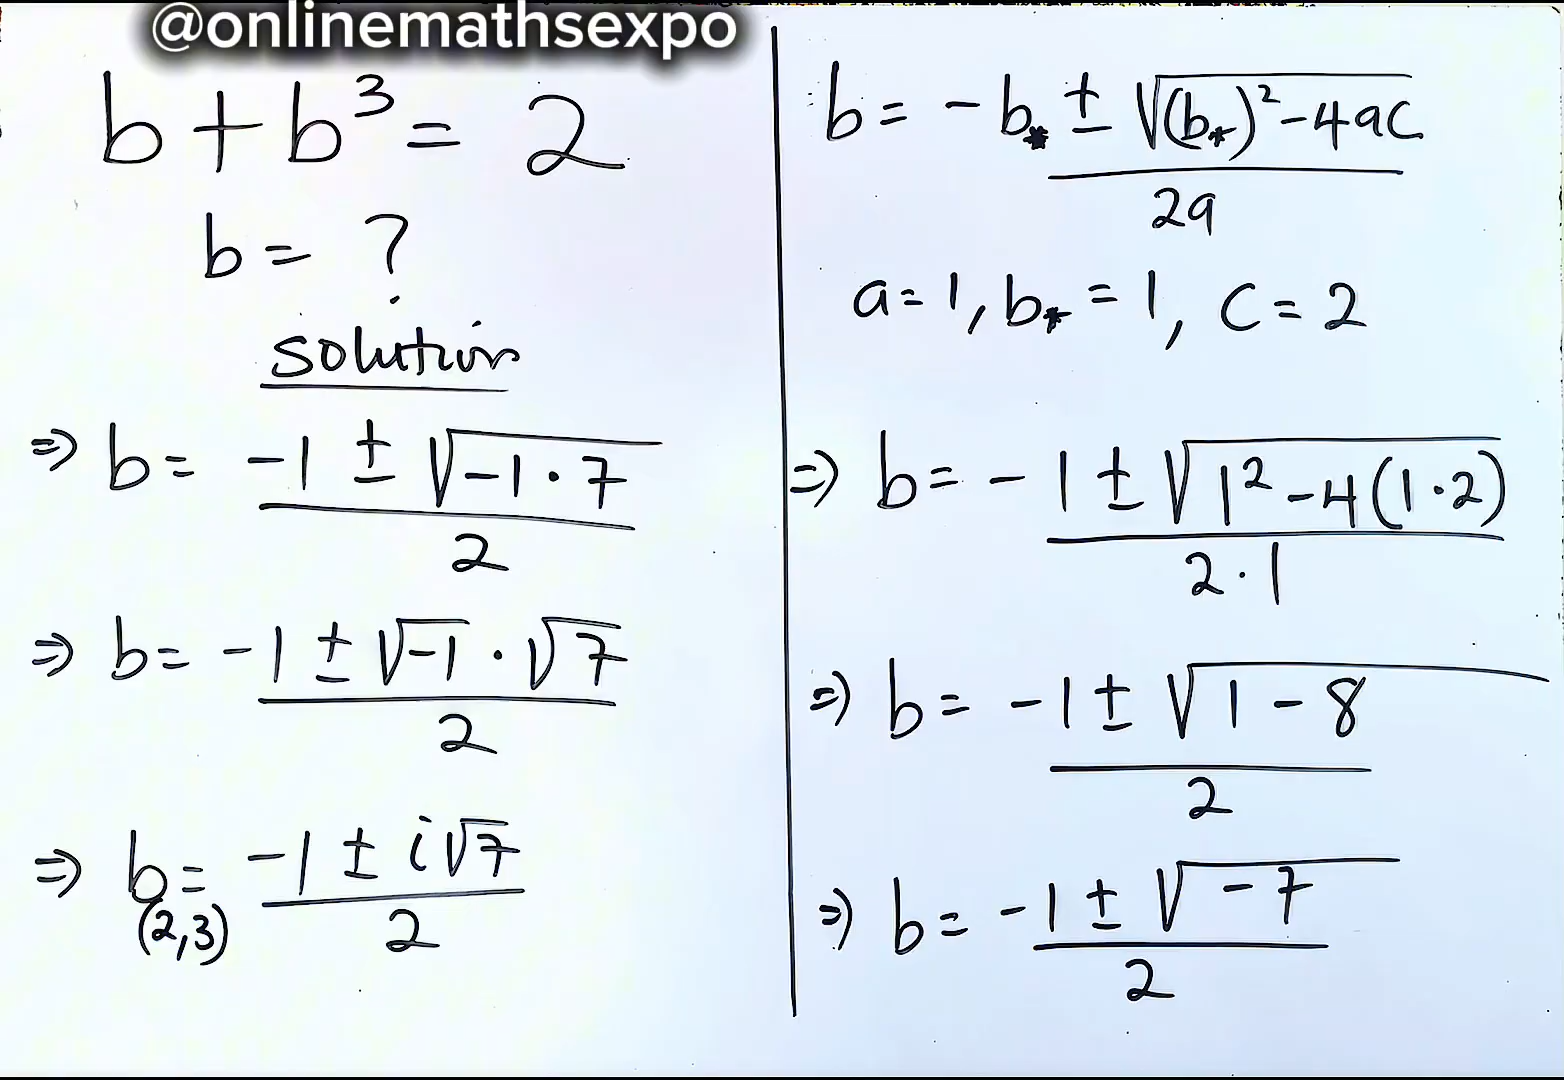 @onlinemathsexpo
b + b³ = 2
b = ?
solution
⇒ b = -1 ± √-1·7
2
⇒ b = -1 ± √-1 · √7
2
⇒ b = -1 ± i√7
(2,3) 2
b = -b* ± √(b*)² - 4ac
2a
a = 1, b* = 1, c = 2
⇒ b = -1 ± √1² - 4(1·2)
2·1
⇒ b = -1 ± √1 - 8
2
⇒ b = -1 ± √-7
2